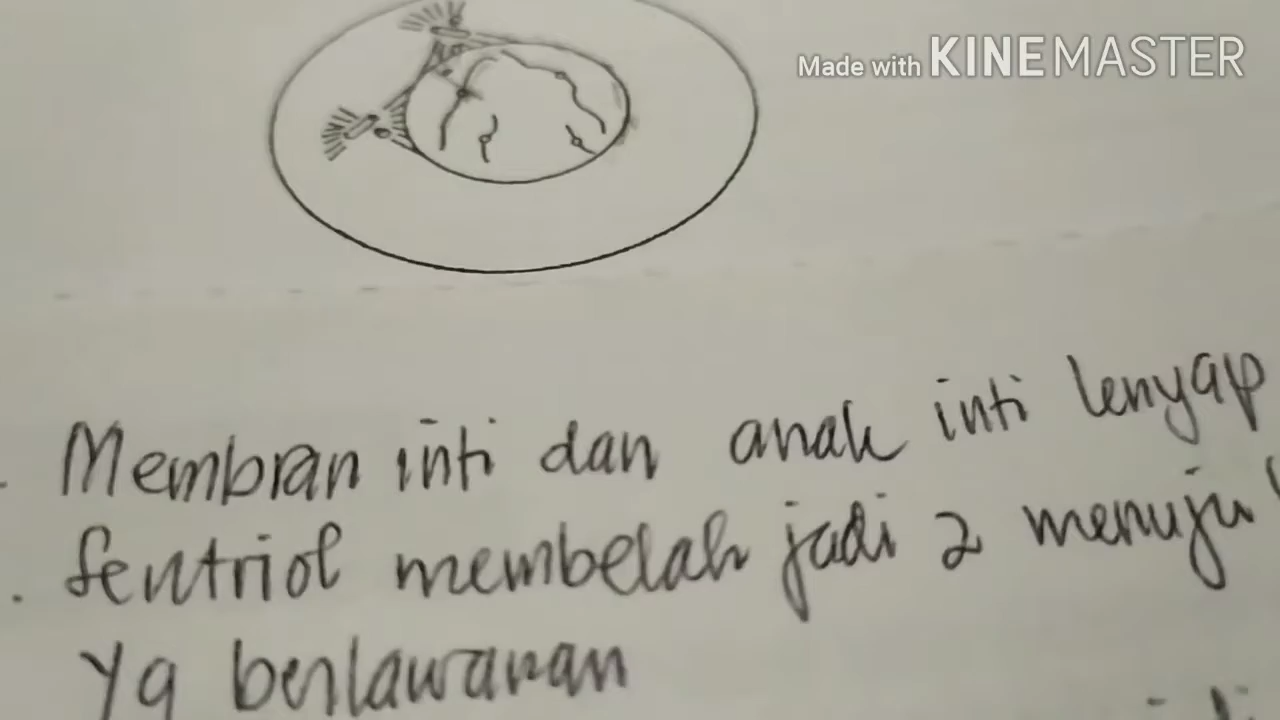 Made with KINEMASTER
- Membran inti dan anak inti lenyap
. Sentriol membelah jadi 2 menuju
yg berlawanan